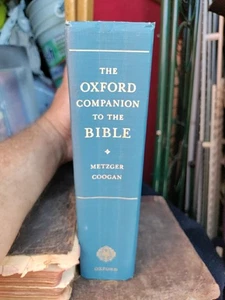 THE
OXFORD
COMPANION
TO THE
BIBLE
METZGER
COOGAN
OXFORD